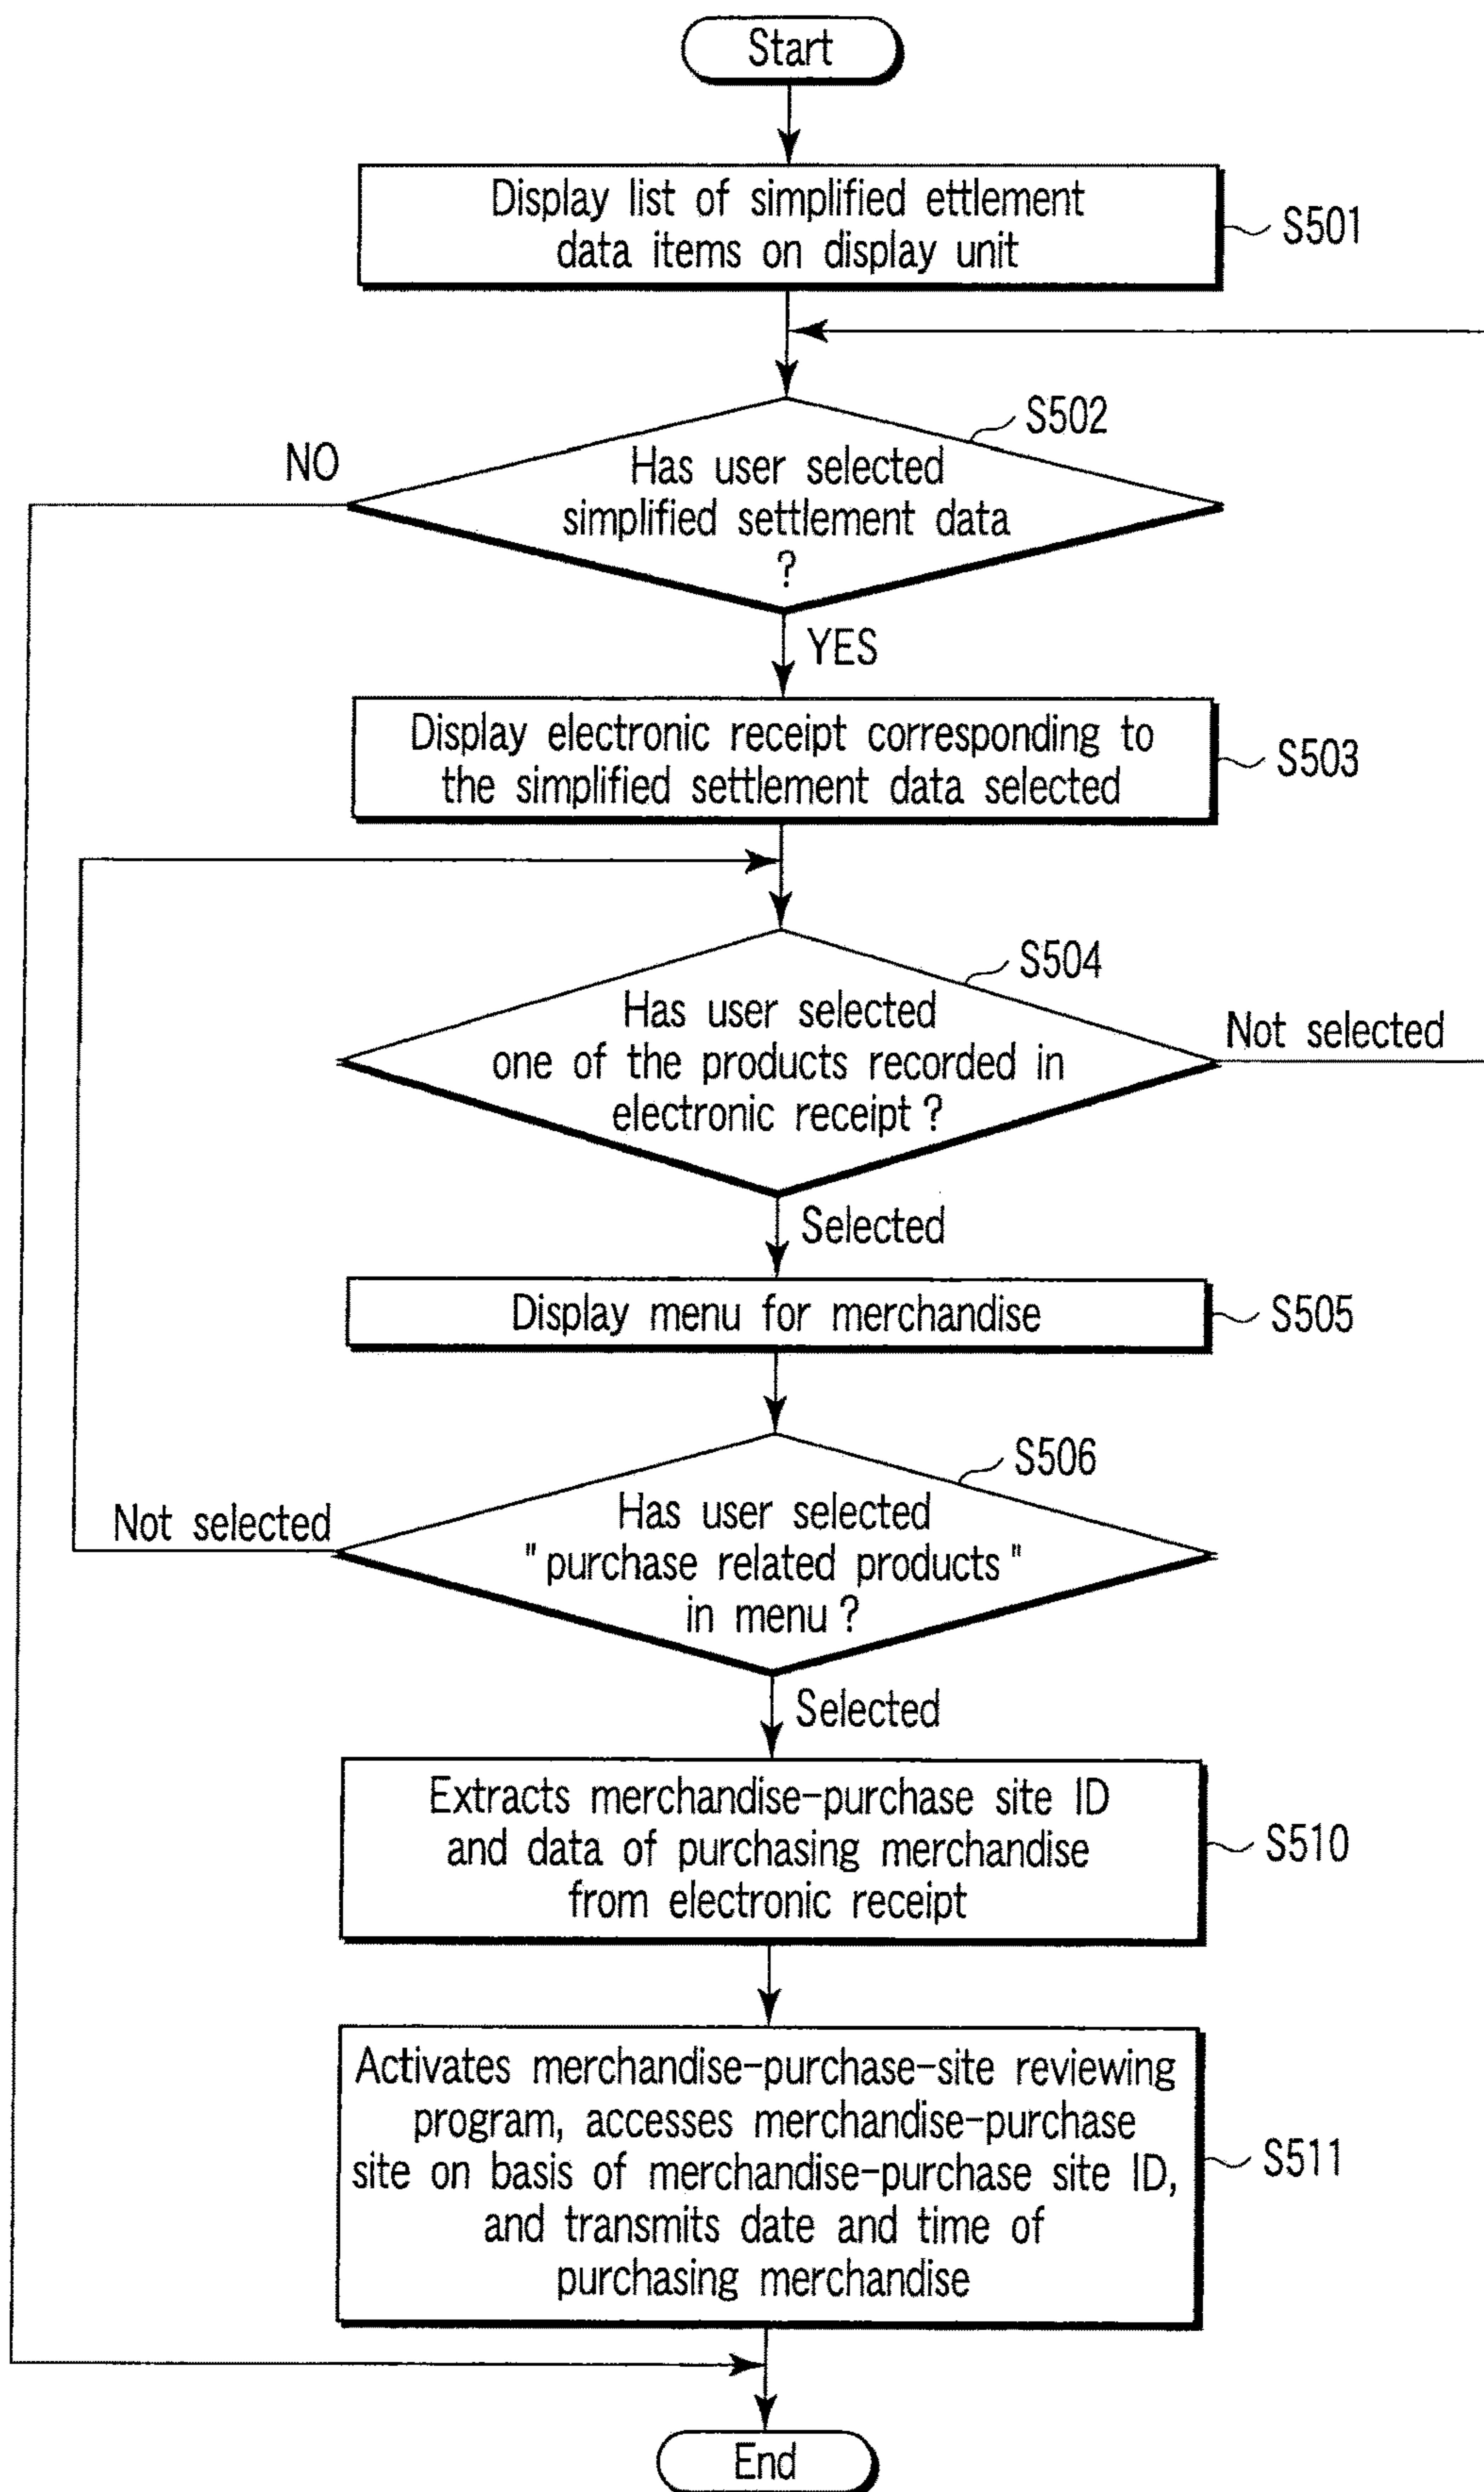 Start
Display list of simplified ettlement
data items on display unit
S501
S502
NO
Has user selected
simplified settlement data
?
YES
Display electronic receipt corresponding to
the simplified settlement data selected
S503
S504
Has user selected
one of the products recorded in
electronic receipt ?
Not selected
Selected
Display menu for merchandise
S505
S506
Not selected
Has user selected
" purchase related products "
in menu ?
Selected
Extracts merchandise-purchase site ID
and data of purchasing merchandise
from electronic receipt
S510
Activates merchandise-purchase-site reviewing
program, accesses merchandise-purchase
site on basis of merchandise-purchase site ID,
and transmits date and time of
purchasing merchandise
S511
End